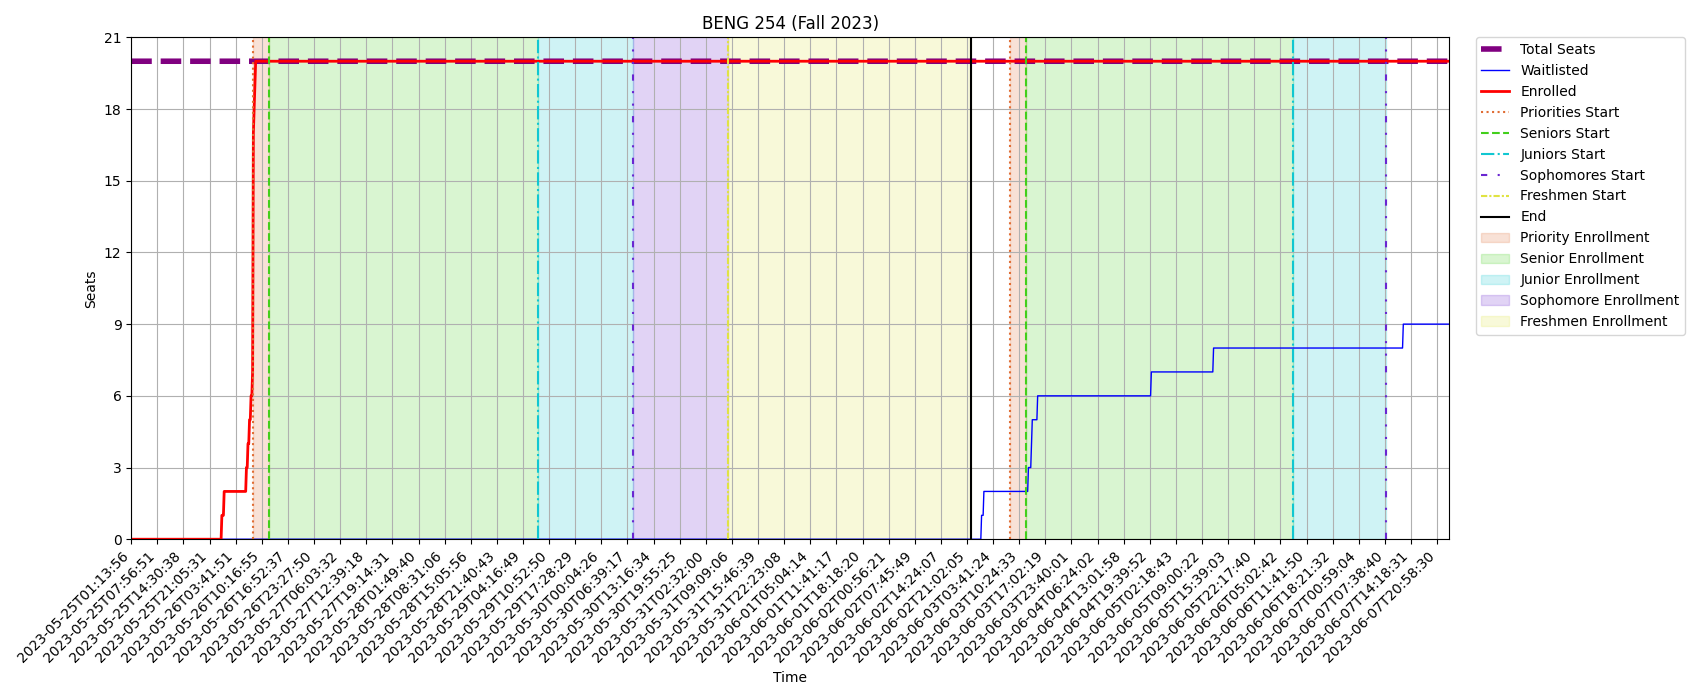 BENG 254 (Fall 2023)
21
18
15
12
9
6
3
0
Seats
2023-05-25T01:13:56
2023-05-25T07:56:51
2023-05-25T14:30:38
2023-05-25T21:05:31
2023-05-26T03:41:51
2023-05-26T10:16:55
2023-05-26T16:52:37
2023-05-26T23:27:50
2023-05-27T06:03:32
2023-05-27T12:39:18
2023-05-27T19:14:31
2023-05-28T01:49:40
2023-05-28T08:31:06
2023-05-28T15:05:56
2023-05-28T21:40:43
2023-05-29T04:16:49
2023-05-29T10:52:50
2023-05-29T17:28:29
2023-05-30T00:04:26
2023-05-30T06:39:17
2023-05-30T13:16:34
2023-05-30T19:55:25
2023-05-31T02:32:00
2023-05-31T09:09:06
2023-05-31T15:46:39
2023-05-31T22:23:08
2023-06-01T05:04:14
2023-06-01T11:41:17
2023-06-01T18:18:20
2023-06-02T00:56:21
2023-06-02T07:45:49
2023-06-02T14:24:07
2023-06-02T21:02:05
2023-06-03T03:41:24
2023-06-03T10:24:33
2023-06-03T17:02:19
2023-06-03T23:40:01
2023-06-04T06:24:02
2023-06-04T13:01:58
2023-06-04T19:39:52
2023-06-05T02:18:43
2023-06-05T09:00:22
2023-06-05T15:39:03
2023-06-05T22:17:40
2023-06-06T05:02:42
2023-06-06T11:41:50
2023-06-06T18:21:32
2023-06-07T00:59:04
2023-06-07T07:38:40
2023-06-07T14:18:31
2023-06-07T20:58:30
Time
Total Seats
Waitlisted
Enrolled
Priorities Start
Seniors Start
Juniors Start
Sophomores Start
Freshmen Start
End
Priority Enrollment
Senior Enrollment
Junior Enrollment
Sophomore Enrollment
Freshmen Enrollment